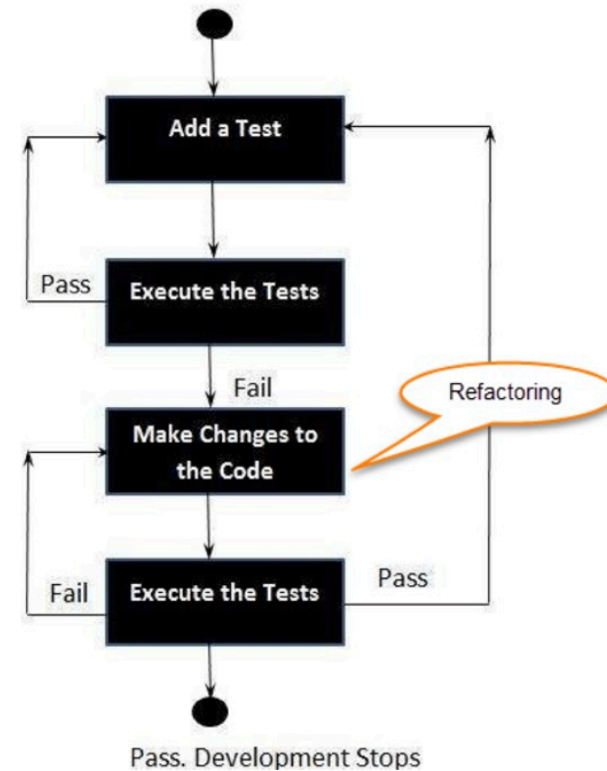 Add a Test
Pass
Execute the Tests
Fail
Refactoring
Make Changes to
the Code
Fail
Execute the Tests
Pass
Pass. Development Stops